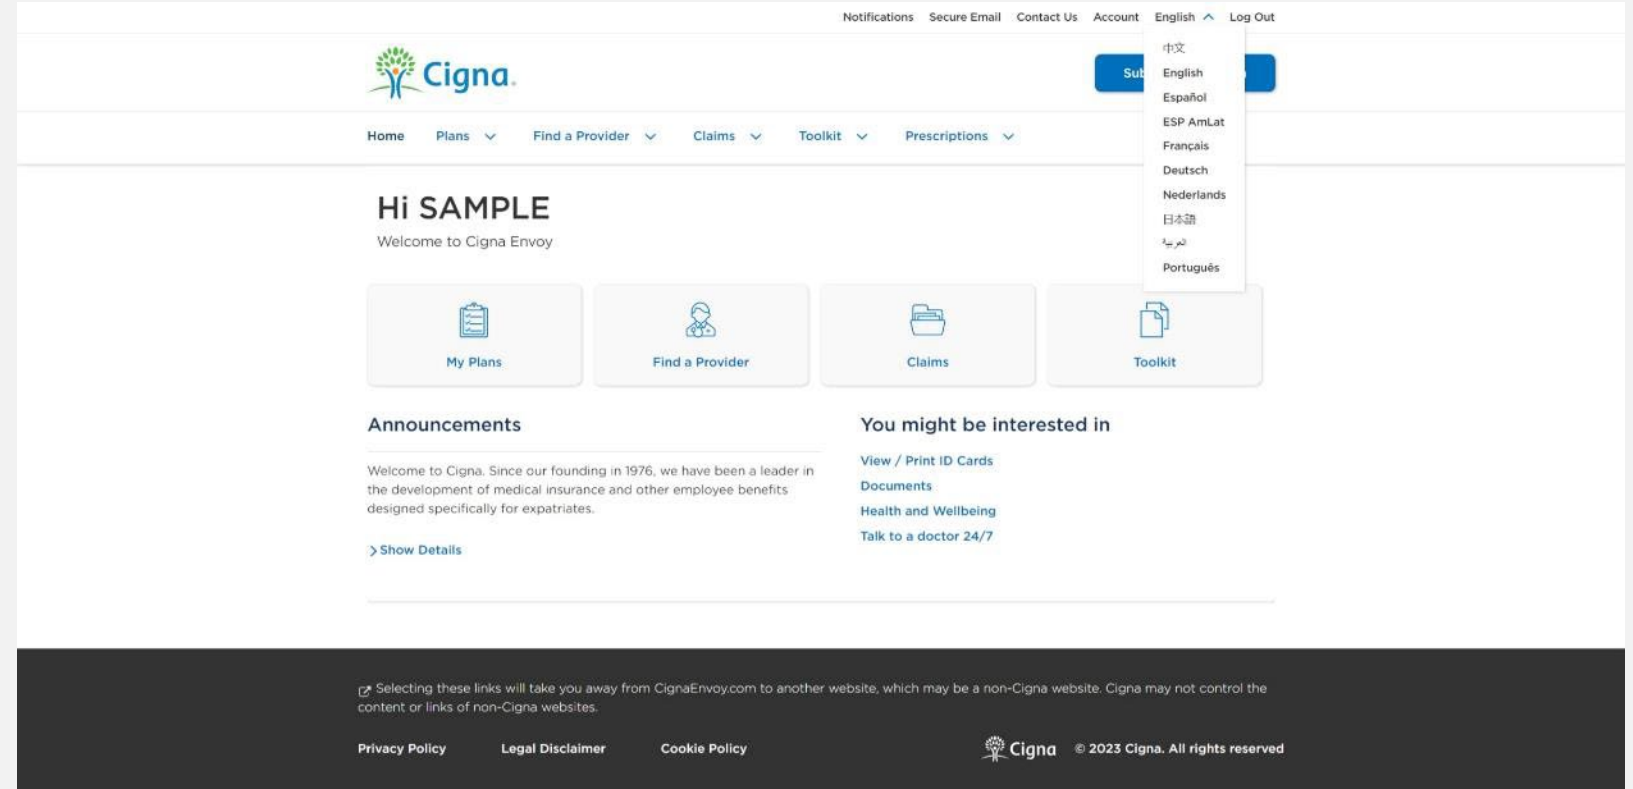 Notifications Secure Email Contact Us Account English Log Out
Cigna.
Sub
中文
English
Español
ESP AmLat
Français
Deutsch
Nederlands
日本語
العربية
Português
Home Plans Find a Provider Claims Toolkit Prescriptions
Hi SAMPLE
Welcome to Cigna Envoy
My Plans Find a Provider Claims Toolkit
Announcements
Welcome to Cigna. Since our founding in 1976, we have been a leader in
the development of medical insurance and other employee benefits
designed specifically for expatriates.
Show Details
You might be interested in
View / Print ID Cards
Documents
Health and Wellbeing
Talk to a doctor 24/7
Selecting these links will take you away from CignaEnvoy.com to another website, which may be a non-Cigna website. Cigna may not control the
content or links of non-Cigna websites.
Privacy Policy Legal Disclaimer Cookie Policy Cigna © 2023 Cigna. All rights reserved